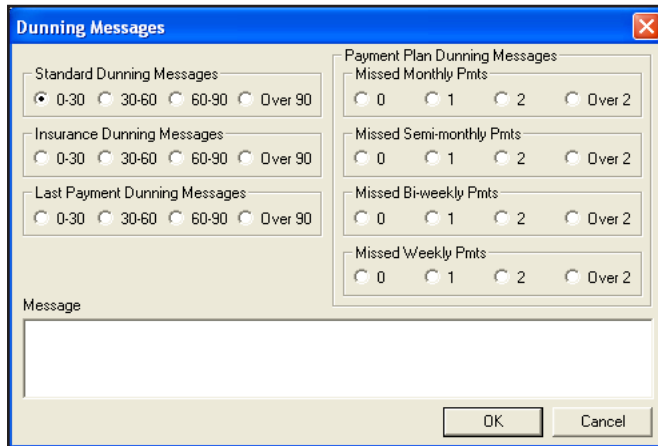 Dunning Messages
Standard Dunning Messages
0-30 30-60 60-90 Over 90
Insurance Dunning Messages
0-30 30-60 60-90 Over 90
Last Payment Dunning Messages
0-30 30-60 60-90 Over 90
Payment Plan Dunning Messages
Missed Monthly Pmts
0 1 2 Over 2
Missed Semi-monthly Pmts
0 1 2 Over 2
Missed Bi-weekly Pmts
0 1 2 Over 2
Missed Weekly Pmts
0 1 2 Over 2
Message
OK Cancel